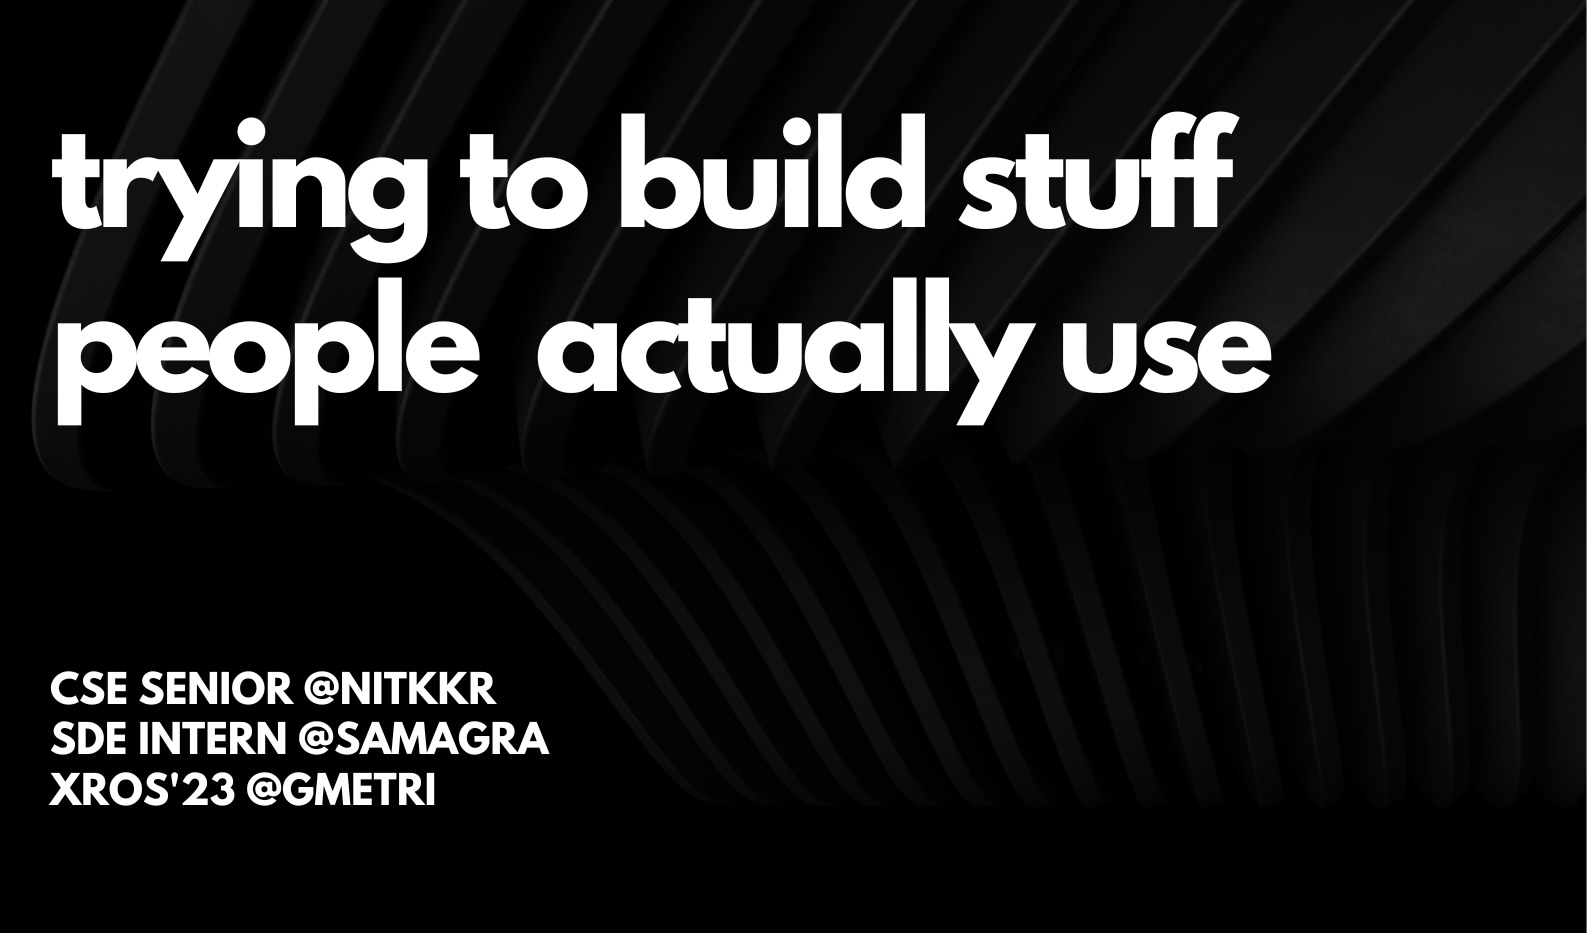 trying to build stuff
people actually use
CSE SENIOR @NITKKR
SDE INTERN @SAMAGRA
XROS'23 @GMETRI